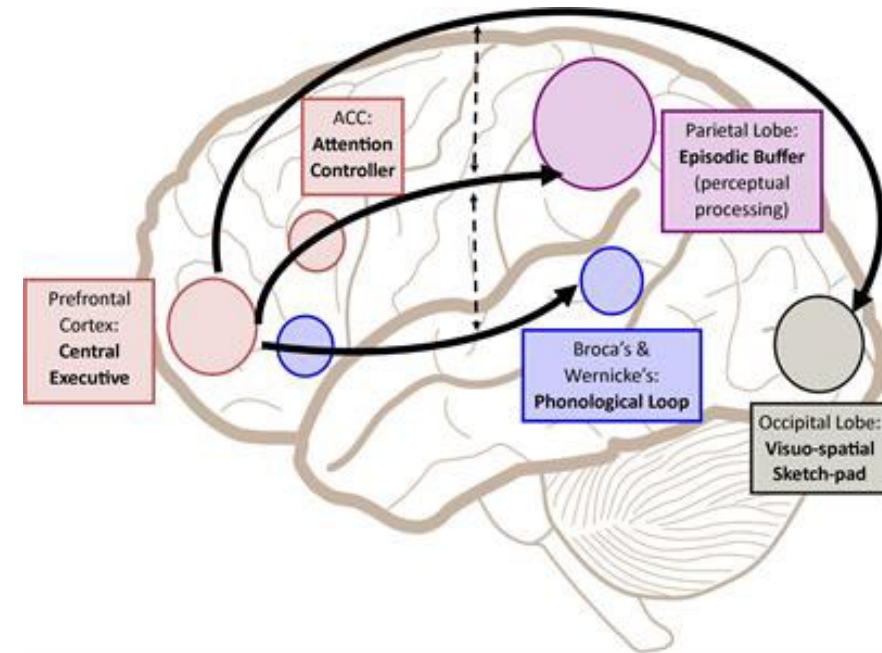 ACC:
Attention
Controller
Parietal Lobe:
Episodic Buffer
(perceptual
processing)
Prefrontal
Cortex:
Central
Executive
Broca's &
Wernicke's:
Phonological Loop
Occipital Lobe:
Visuo-spatial
Sketch-pad